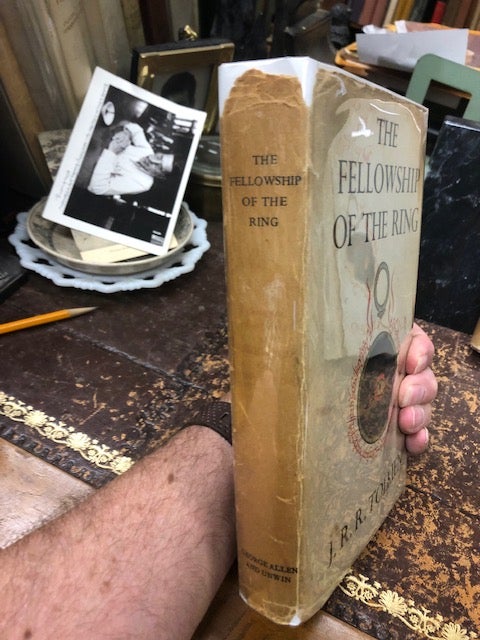 THE
FELLOWSHIP
OF THE
RING
GEORGE ALLEN
AND UNWIN
THE
FELLOWSHIP
OF THE RING
J. R. R. TOLKIEN